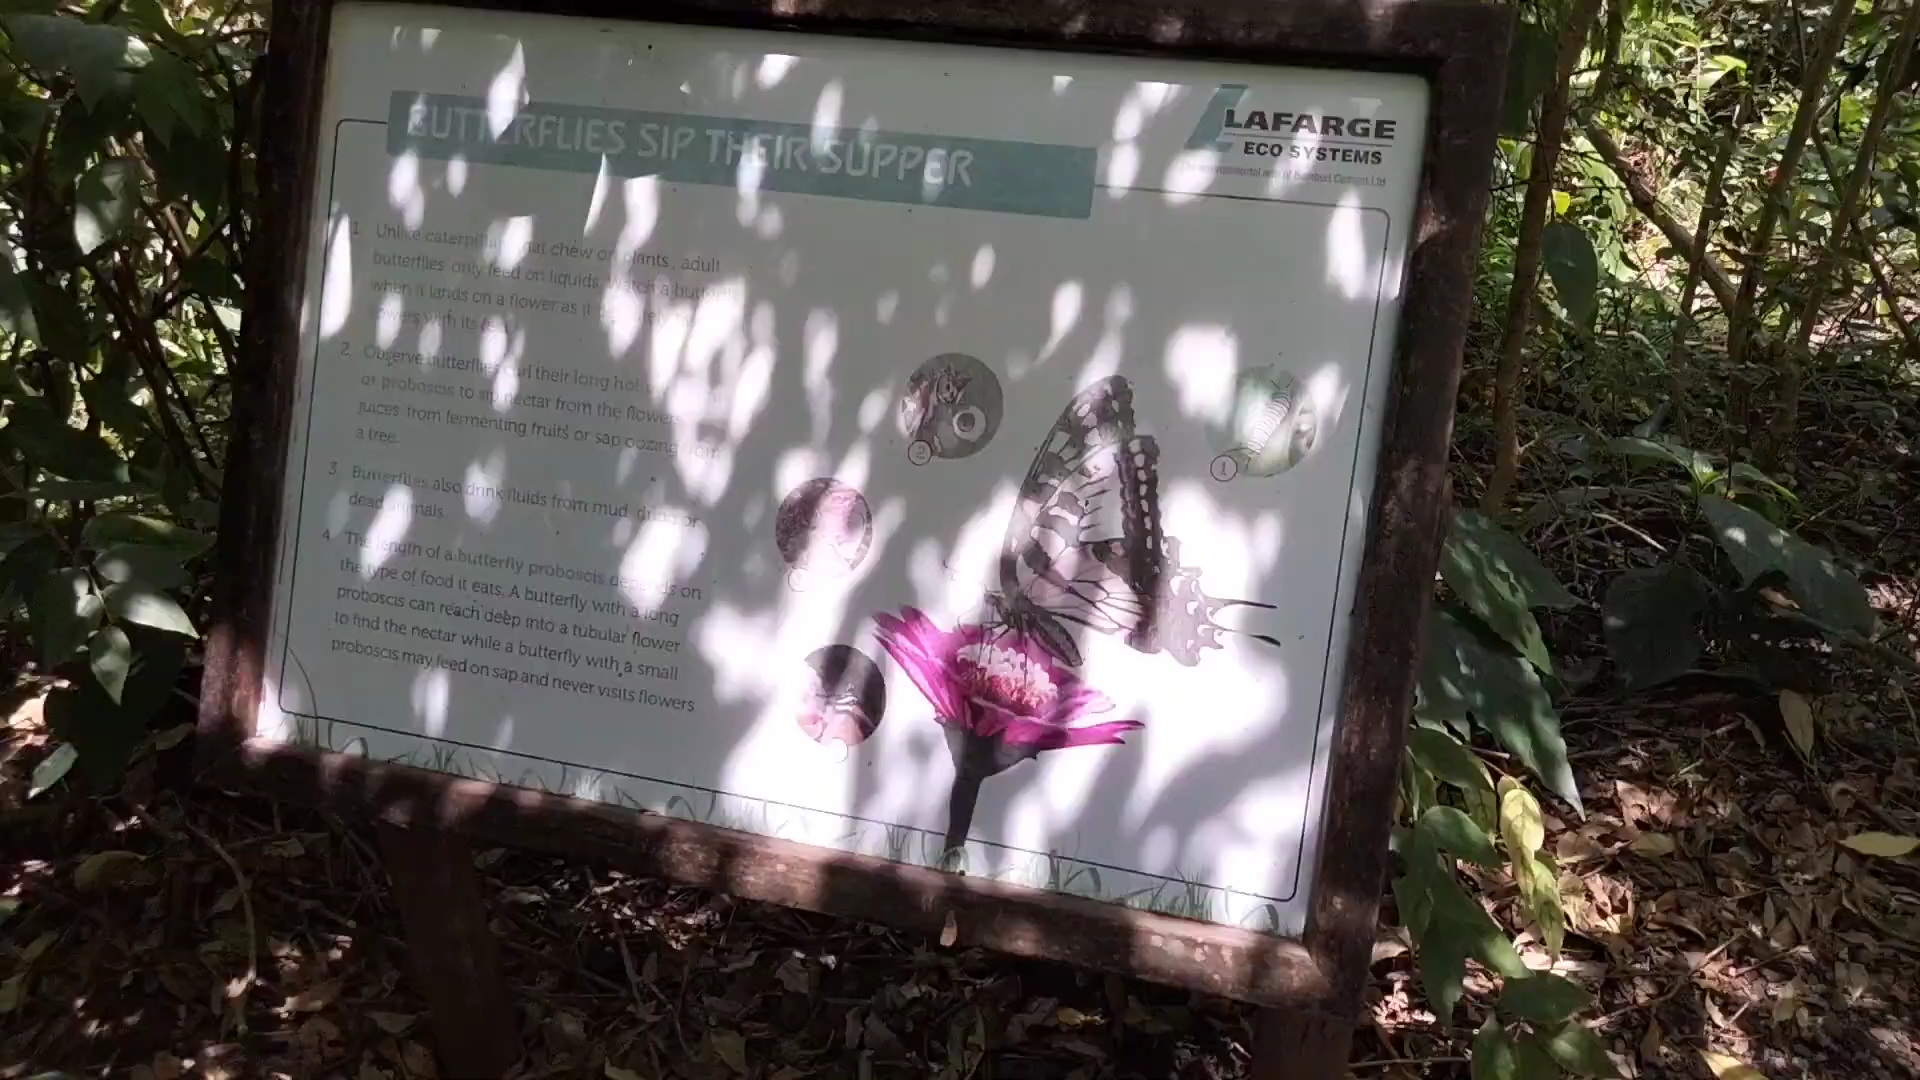 BUTTERFLIES SIP THEIR SUPPER
LAFARGE
ECO SYSTEMS
1. Unlike caterpillars that chew on plants, adult
butterflies only feed on liquids. Watch a
when it lands on a flower as it
with its
2. Observe butterflies their long
or proboscis to sip nectar from the flowers
juices from fermenting fruits or sap oozing from
a tree.
3. Butterflies also drink fluids from mud, or
dead animals.
4. The length of a butterfly proboscis depends on
the type of food it eats. A butterfly with a long
proboscis can reach deep into a tubular flower
to find the nectar while a butterfly with a small
proboscis may feed on sap and never visits flowers
2
1